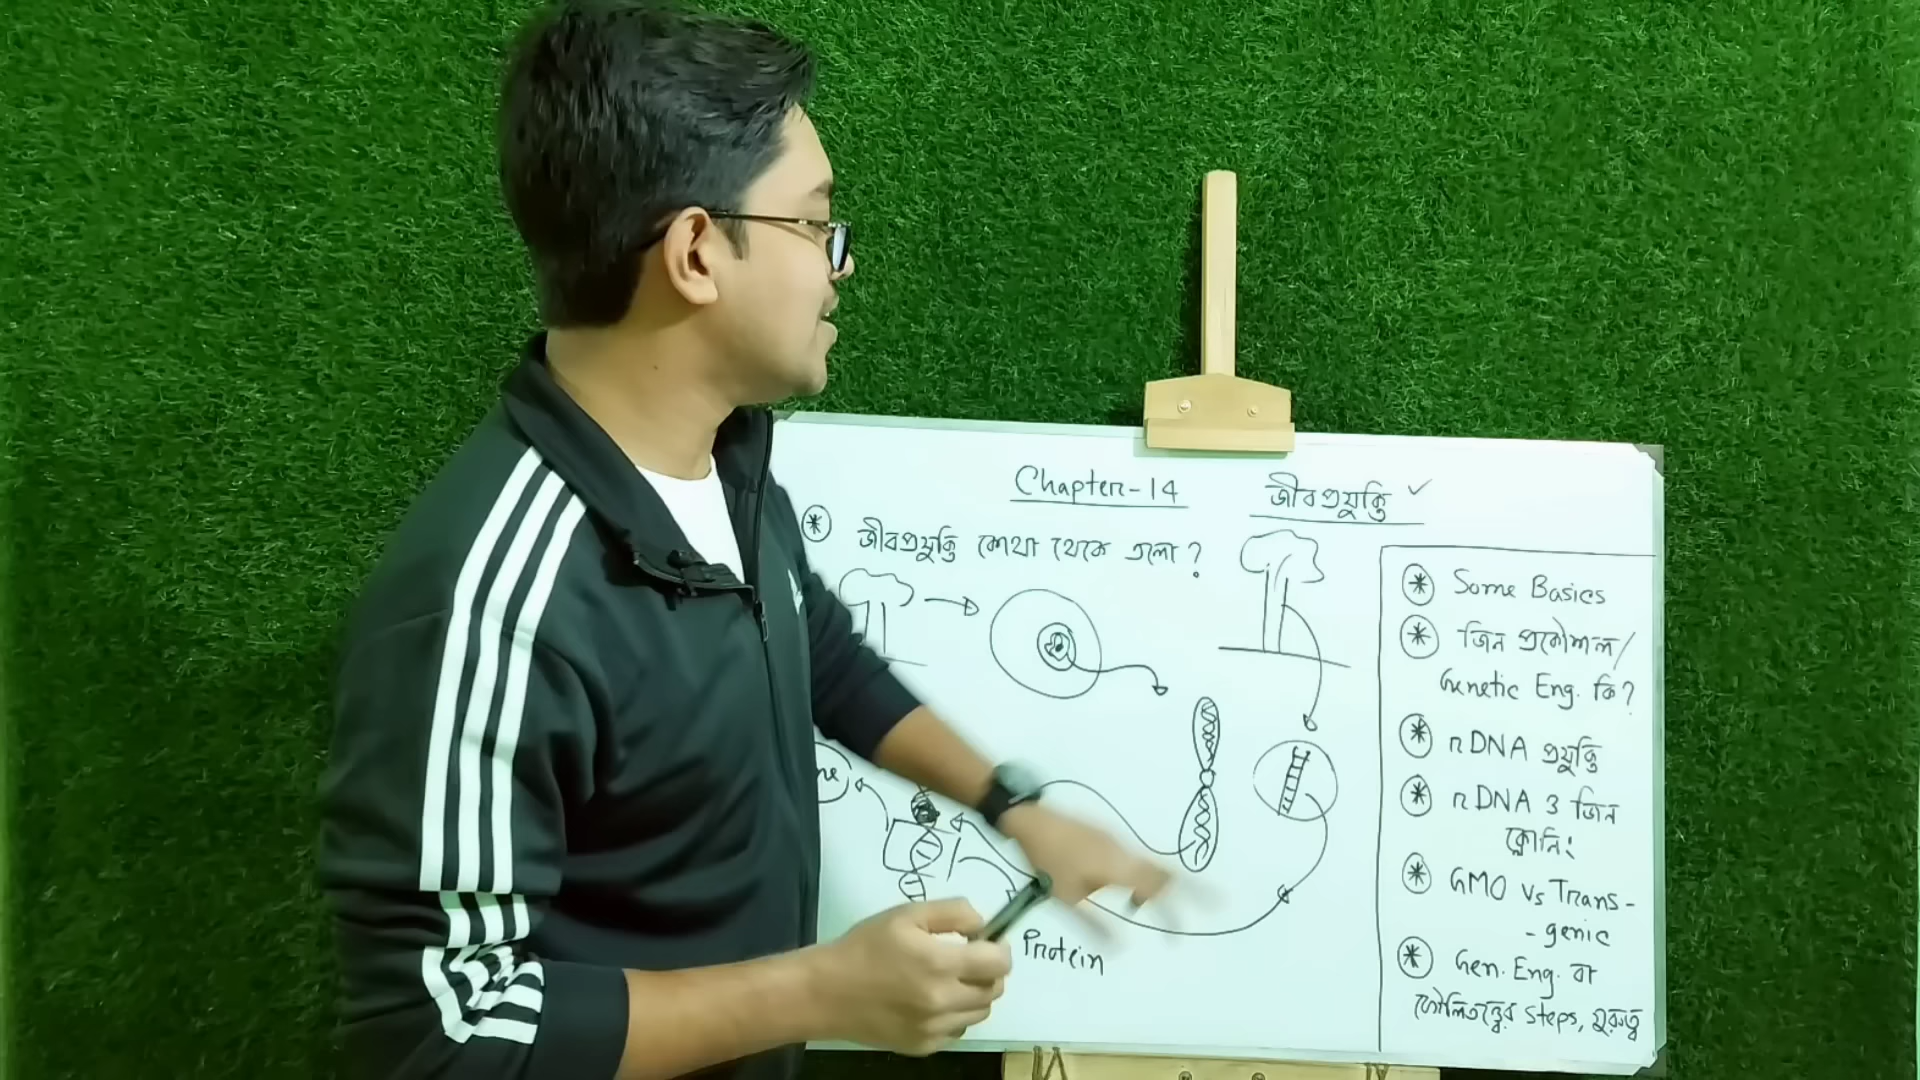 Chapter-14
জীবপ্রযুক্তি
জীবপ্রযুক্তি কোথা থেকে এলো?
Protein
Some Basics
জিন প্রকৌশল/
Genetic Eng. কি?
rDNA প্রযুক্তি
rDNA ও জিন
ক্লোনিং
GMO vs Trans-
-genic
Gen. Eng. বা
Steps, গুরুত্ব